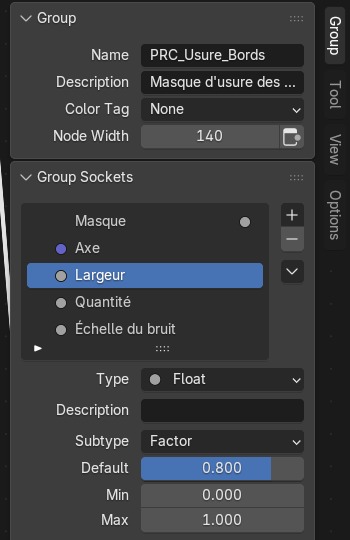 Group
Name PRC_Usure_Bords
Description Masque d'usure des ...
Color Tag None
Node Width 140
Group Sockets
Masque
Axe
Largeur
Quantité
Échelle du bruit
Type Float
Description
Subtype Factor
Default 0.800
Min 0.000
Max 1.000
Group
Tool
View
Options